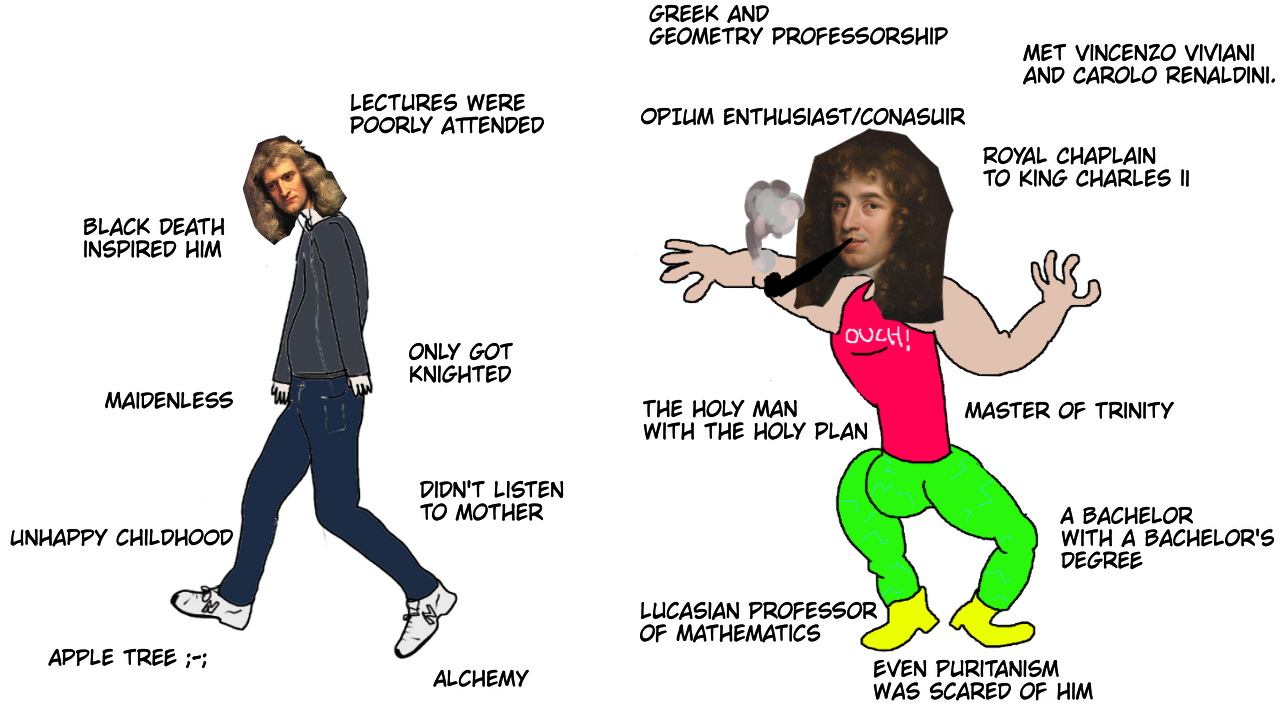 GREEK AND
GEOMETRY PROFESSORSHIP
MET VINCENZO VIVIANI
AND CAROLO RENALDINI.
LECTURES WERE
POORLY ATTENDED
OPIUM ENTHUSIAST/CONASUIR
ROYAL CHAPLAIN
TO KING CHARLES II
BLACK DEATH
INSPIRED HIM
OUCH!
ONLY GOT
KNIGHTED
MAIDENLESS
THE HOLY MAN
WITH THE HOLY PLAN
MASTER OF TRINITY
DIDN'T LISTEN
TO MOTHER
UNHAPPY CHILDHOOD
A BACHELOR
WITH A BACHELOR'S
DEGREE
LUCASIAN PROFESSOR
OF MATHEMATICS
APPLE TREE ;-;
ALCHEMY
EVEN PURITANISM
WAS SCARED OF HIM